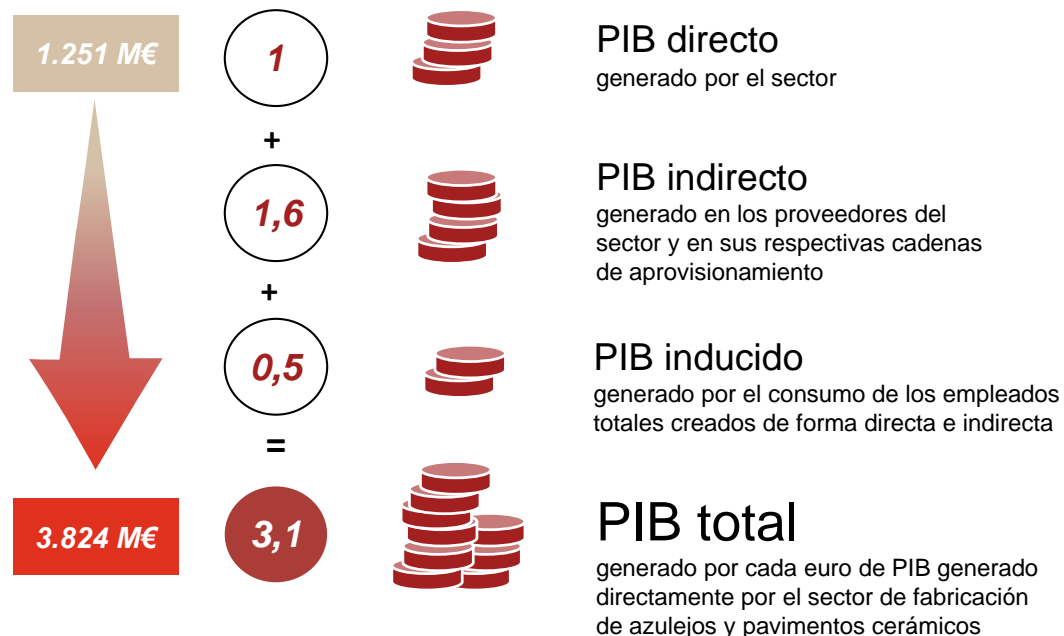 1.251 M€
1
PIB directo
generado por el sector
+
1,6
PIB indirecto
generado en los proveedores del
sector y en sus respectivas cadenas
de aprovisionamiento
+
0,5
PIB inducido
generado por el consumo de los empleados
totales creados de forma directa e indirecta
=
3.824 M€
3,1
PIB total
generado por cada euro de PIB generado
directamente por el sector de fabricación
de azulejos y pavimentos cerámicos